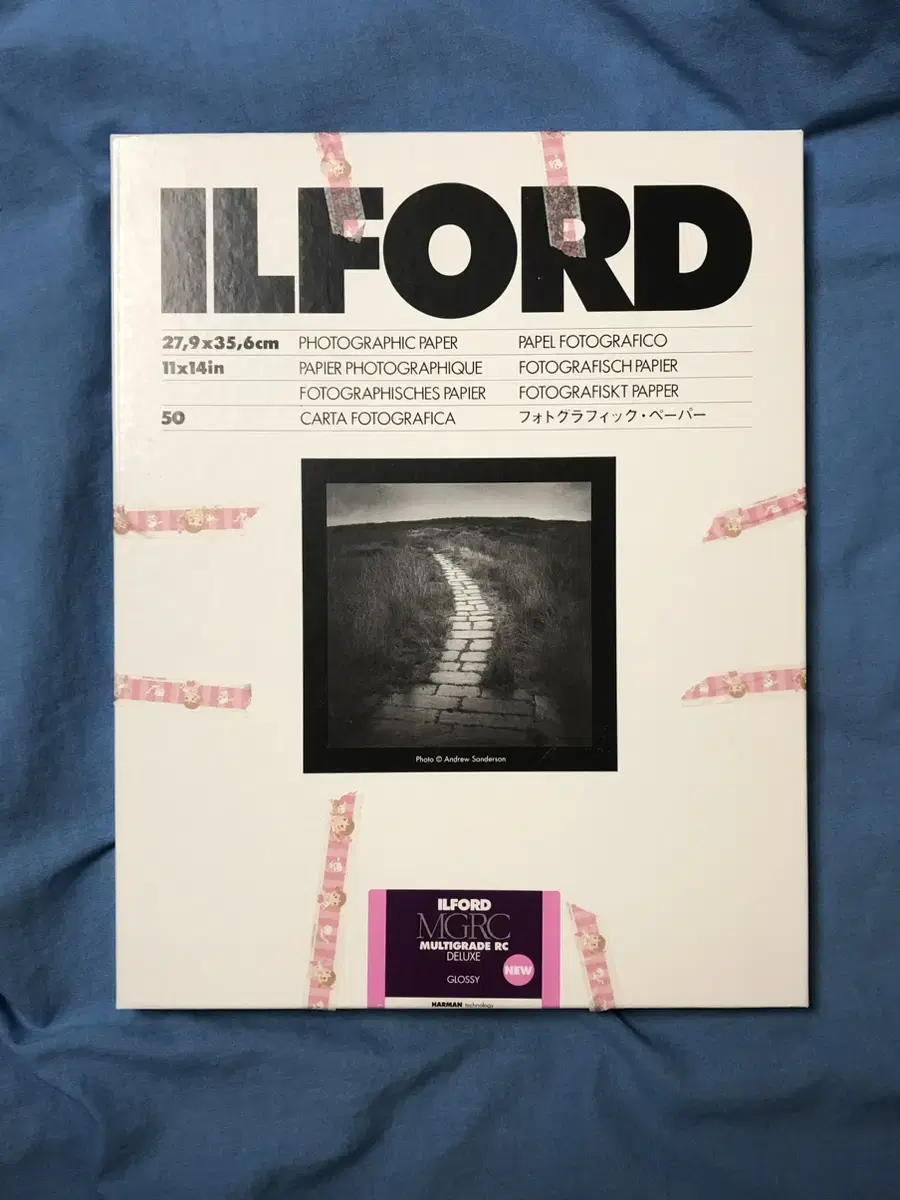 ILFORD
27,9x35,6cm PHOTOGRAPHIC PAPER PAPEL FOTOGRAFICO
11x14in PAPIER PHOTOGRAPHIQUE FOTOGRAFISCH PAPIER
FOTOGRAPHISCHES PAPIER FOTOGRAFISKT PAPPER
50 CARTA FOTOGRAFICA フォトグラフィック・ペーパー
Photo © Andrew Sanderson
ILFORD
MGRC
MULTIGRADE RC
DELUXE
NEW
GLOSSY
HARMAN technology